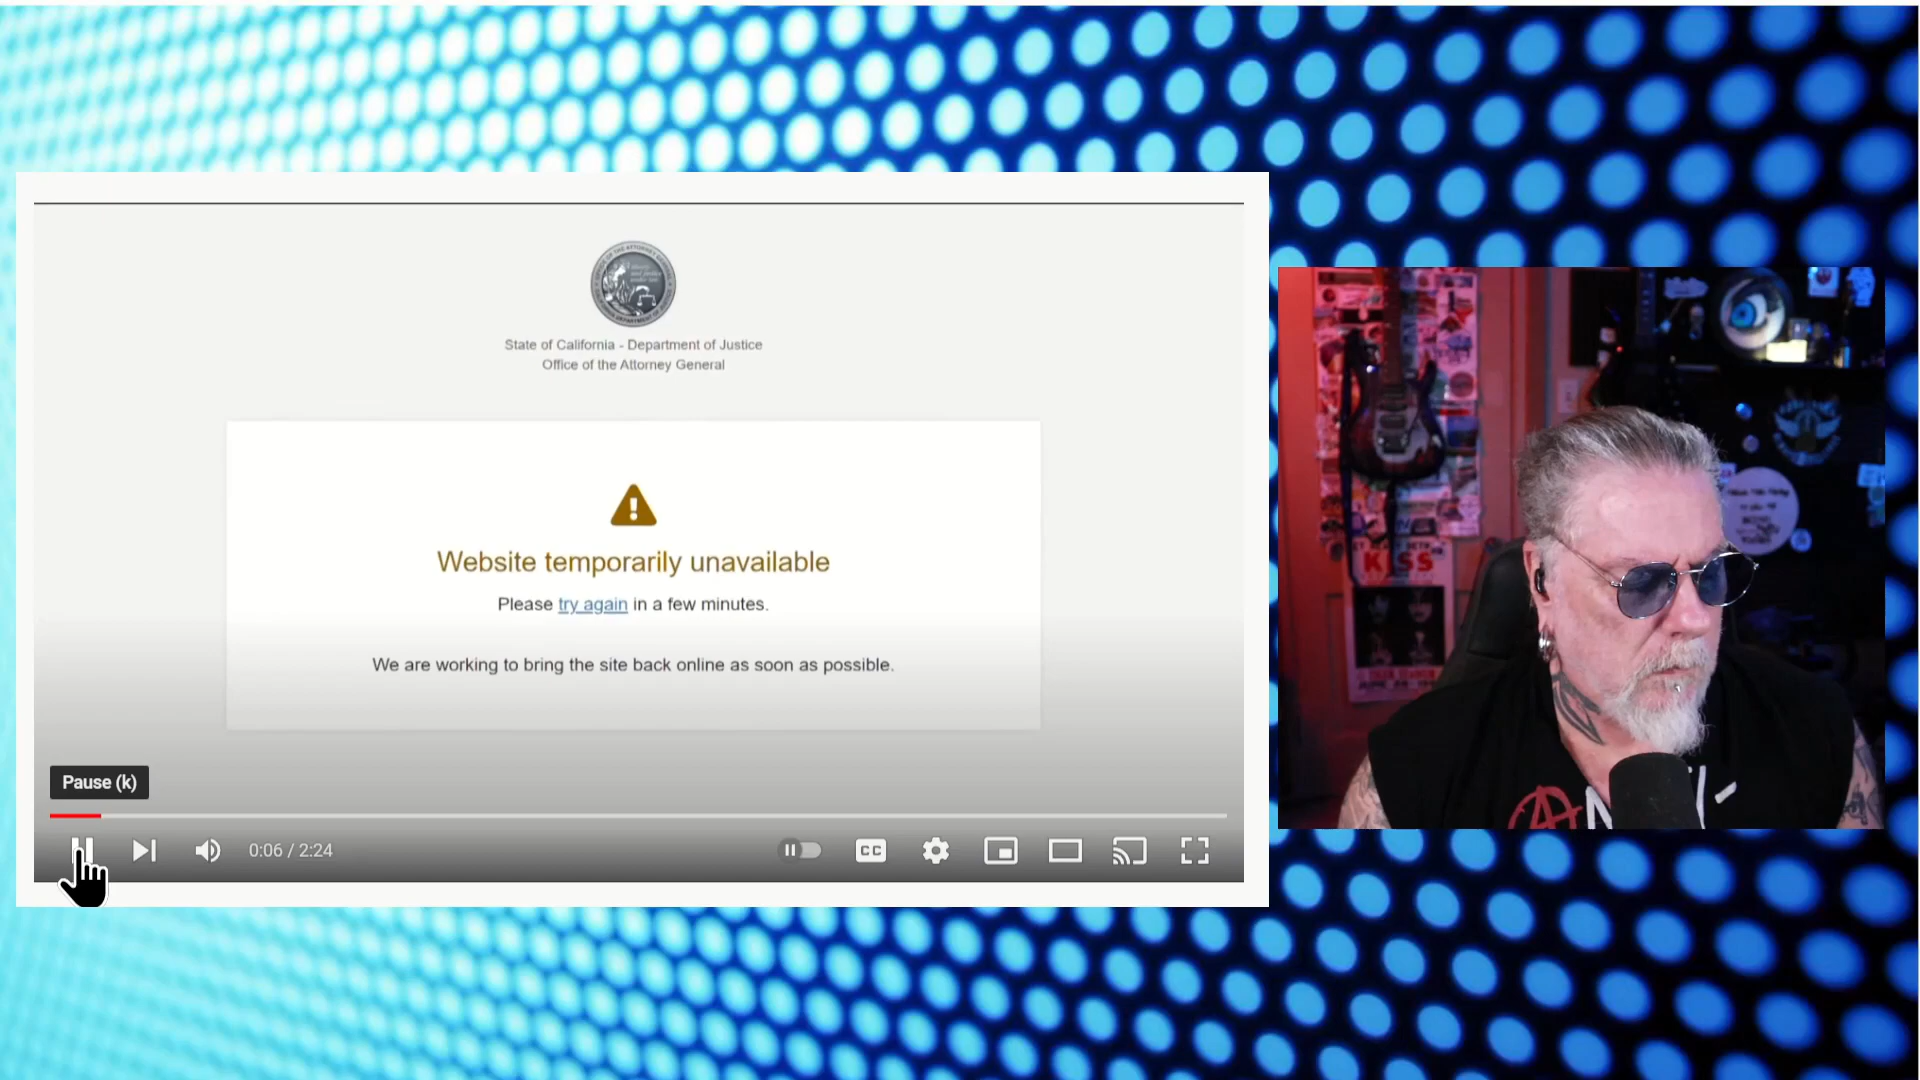 State of California - Department of Justice
Office of the Attorney General
Website temporarily unavailable
Please try again in a few minutes.
We are working to bring the site back online as soon as possible.
Pause (k)
0:06 / 2:24
CC
KISS